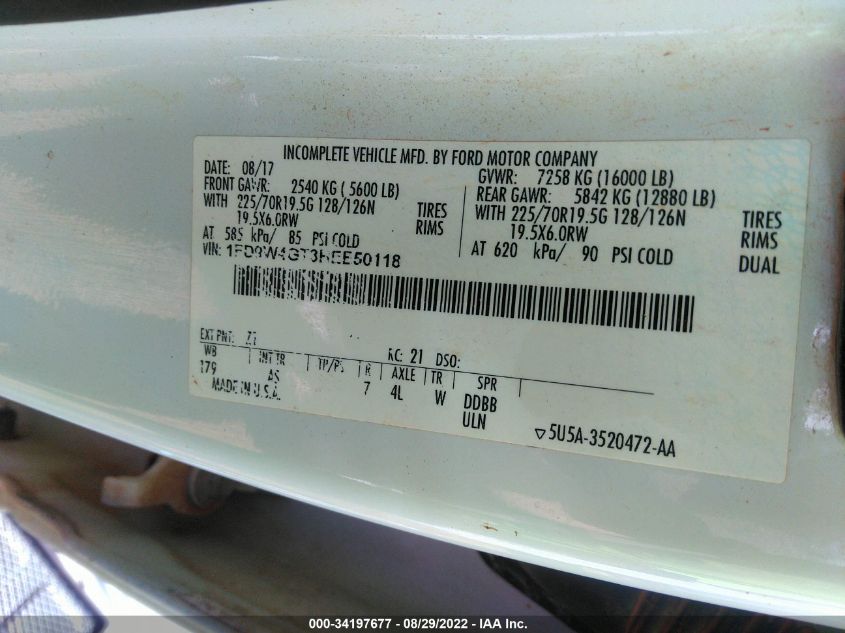 INCOMPLETE VEHICLE MFD. BY FORD MOTOR COMPANY
DATE: 08/17 GVWR: 7258 KG (16000 LB)
FRONT GAWR: 2540 KG ( 5600 LB) REAR GAWR: 5842 KG (12880 LB)
WITH 225/70R19.5G 128/126N TIRES WITH 225/70R19.5G 128/126N TIRES
19.5X6.0RW RIMS 19.5X6.0RW RIMS
AT 585 kPa/ 85 PSI COLD AT 620 kPa/ 90 PSI COLD DUAL
VIN: 1FD9W4GT3HEE50118
EXT PNT: RC: 21 DSO:
WB INT TR TP/PS R AXLE TR SPR
179 AS 7 4L W DDBB
MADE IN U.S.A. ULN
▽5U5A-3520472-AA
000-34197677 - 08/29/2022 - IAA Inc.